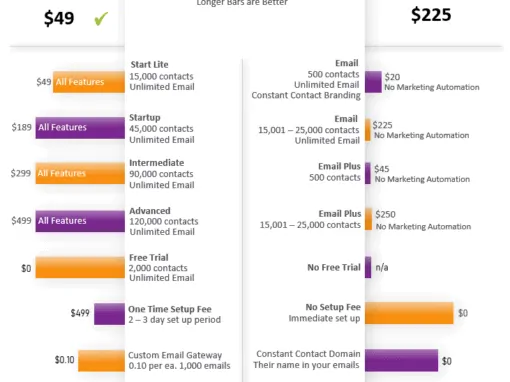 Longer Bars are Better
$49
$225
Start Lite
15,000 contacts
Unlimited Email
$49 All Features
Email
500 contacts
Unlimited Email
Constant Contact Branding
$20
No Marketing Automation
Startup
45,000 contacts
Unlimited Email
$189 All Features
Email
15,001 – 25,000 contacts
Unlimited Email
$225
No Marketing Automation
Intermediate
90,000 contacts
Unlimited Email
$299 All Features
Email Plus
500 contacts
$45
No Marketing Automation
Advanced
120,000 contacts
Unlimited Email
$499 All Features
Email Plus
15,001 – 25,000 contacts
$250
No Marketing Automation
Free Trial
2,000 contacts
Unlimited Email
$0
No Free Trial
n/a
One Time Setup Fee
2 – 3 day set up period
$499
No Setup Fee
Immediate set up
$0
Custom Email Gateway
0.10 per ea. 1,000 emails
$0.10
Constant Contact Domain
Their name in your emails
$0